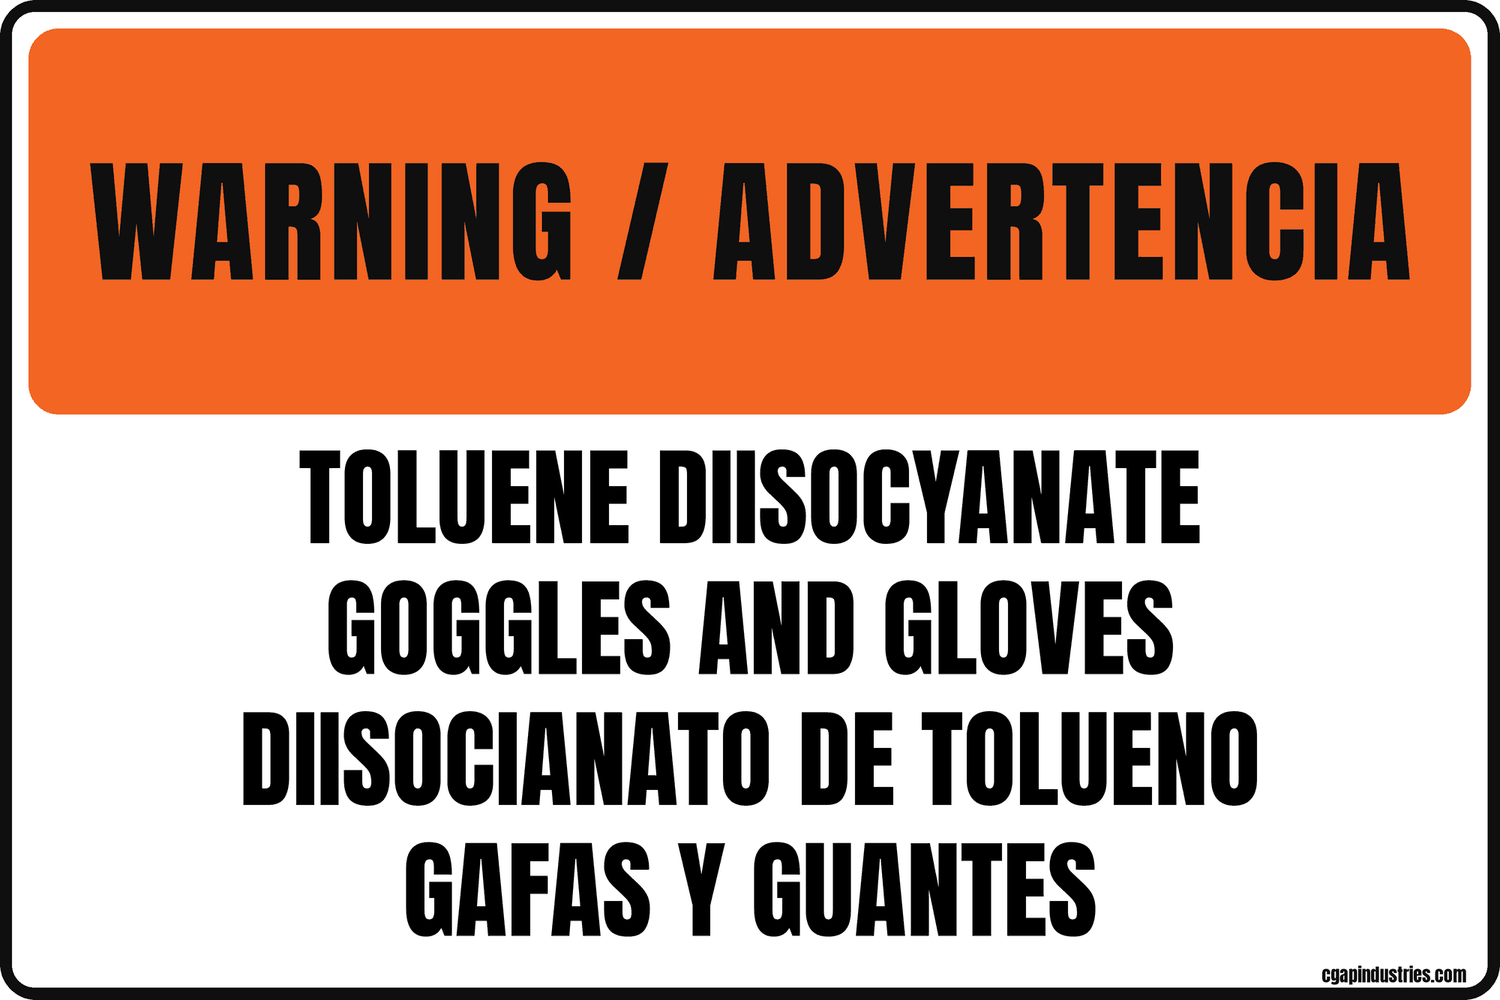 WARNING / ADVERTENCIA
TOLUENE DIISOCYANATE
GOGGLES AND GLOVES
DIISOCIANATO DE TOLUENO
GAFAS Y GUANTES
cgapindustries.com